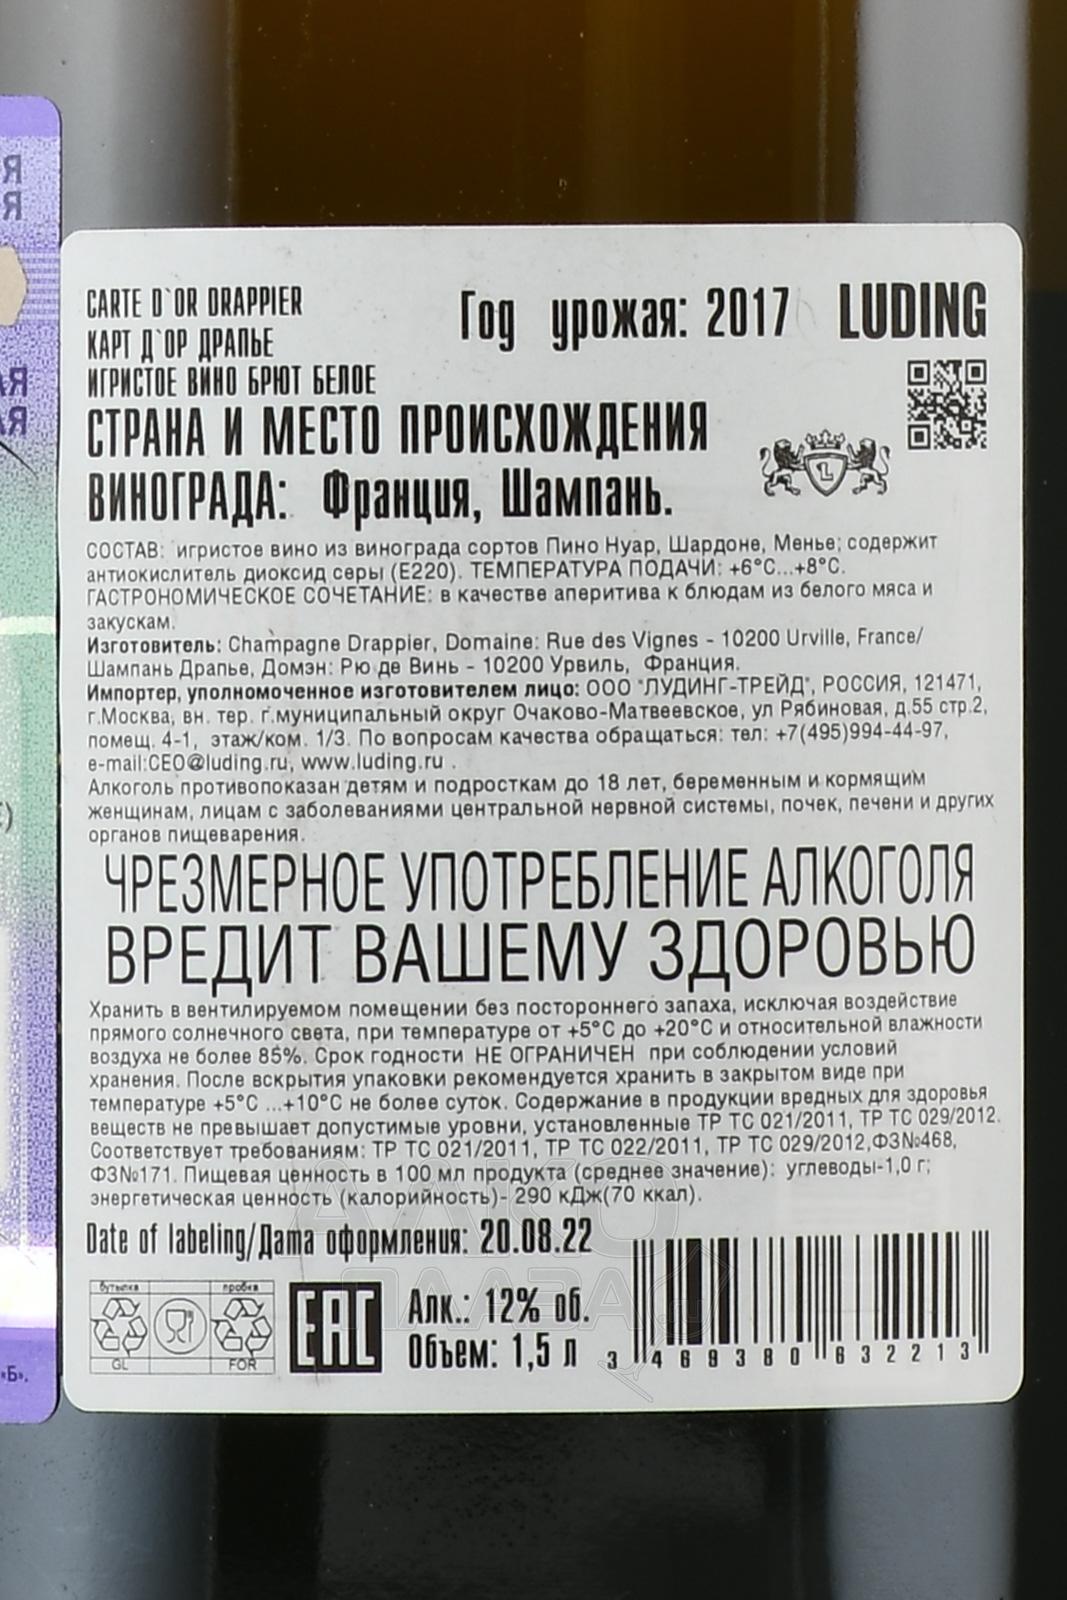 CARTE D`OR DRAPPIER
КАРТ Д`ОР ДРАПЬЕ
ИГРИСТОЕ ВИНО БРЮТ БЕЛОЕ
Год урожая: 2017
LUDING
СТРАНА И МЕСТО ПРОИСХОЖДЕНИЯ
ВИНОГРАДА: Франция, Шампань.
СОСТАВ: игристое вино из винограда сортов Пино Нуар, Шардоне, Менье; содержит
антиокислитель диоксид серы (Е220). ТЕМПЕРАТУРА ПОДАЧИ: +6°С...+8°С.
ГАСТРОНОМИЧЕСКОЕ СОЧЕТАНИЕ: в качестве аперитива к блюдам из белого мяса и
закускам.
Изготовитель: Champagne Drappier, Domaine: Rue des Vignes - 10200 Urville, France/
Шампань Драпье, Домэн: Рю де Винь - 10200 Урвиль, Франция.
Импортер, уполномоченное изготовителем лицо: ООО "ЛУДИНГ-ТРЕЙД", РОССИЯ, 121471,
г.Москва, вн. тер. г.муниципальный округ Очаково-Матвеевское, ул Рябиновая, д.55 стр.2,
помещ. 4-1, этаж/ком. 1/3. По вопросам качества обращаться: тел: +7(495)994-44-97,
e-mail:CEO@luding.ru, www.luding.ru .
Алкоголь противопоказан детям и подросткам до 18 лет, беременным и кормящим
женщинам, лицам с заболеваниями центральной нервной системы, почек, печени и других
органов пищеварения.
ЧРЕЗМЕРНОЕ УПОТРЕБЛЕНИЕ АЛКОГОЛЯ
ВРЕДИТ ВАШЕМУ ЗДОРОВЬЮ
Хранить в вентилируемом помещении без постороннего запаха, исключая воздействие
прямого солнечного света, при температуре от +5°С до +20°С и относительной влажности
воздуха не более 85%. Срок годности НЕ ОГРАНИЧЕН при соблюдении условий
хранения. После вскрытия упаковки рекомендуется хранить в закрытом виде при
температуре +5°С ...+10°С не более суток. Содержание в продукции вредных для здоровья
веществ не превышает допустимые уровни, установленные ТР ТС 021/2011, ТР ТС 029/2012.
Соответствует требованиям: ТР ТС 021/2011, ТР ТС 022/2011, ТР ТС 029/2012,ФЗ№468,
ФЗ№171. Пищевая ценность в 100 мл продукта (среднее значение): углеводы-1,0 г;
энергетическая ценность (калорийность)- 290 кДж(70 ккал).
Date of labeling/Дата оформления: 20.08.22
бутылка пробка
GL FOR
EAC
Алк.: 12% об.
Объем: 1,5 л
3 469380 632213
АЛКО
ПЛАЗА.ru
«Б».